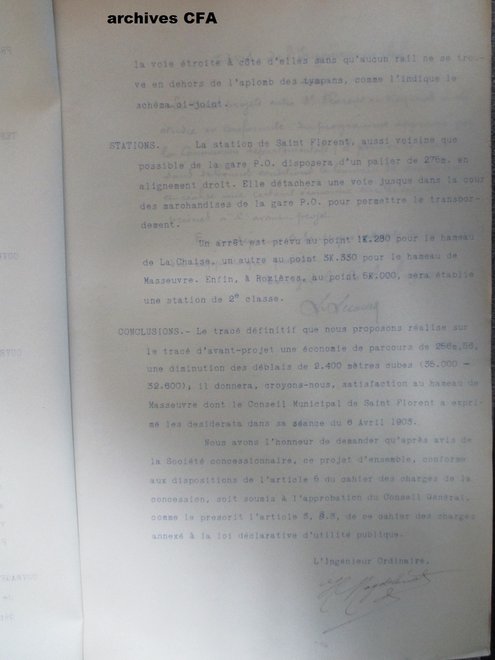 archives CFA
la voie étroite à côté d'elles sans qu'aucun rail ne se trou-
ve en dehors de l'aplomb des tympans, comme l'indique le
schéma ci-joint.
STATIONS. La station de Saint Florent, aussi voisine que
possible de la gare P.O. disposera d'un palier de 275m. en
alignement droit. Elle détachera une voie jusque dans la cour
des marchandises de la gare P.O. pour permettre le transbor-
dement.
Un arrêt est prévu au point 1K.280 pour le hameau
de La Chaise, un autre au point 3K.330 pour le hameau de
Masseuvre. Enfin, à Rozières, au point 5K.000, sera établie
une station de 2e classe.
CONCLUSIONS.- Le tracé définitif que nous proposons réalise sur
le tracé d'avant-projet une économie de parcours de 256m.56,
une diminution des déblais de 2.400 mètres cubes (35.000 -
32.600); il donnera, croyons-nous, satisfaction au hameau de
Masseuvre dont le Conseil Municipal de Saint Florent a expri-
mé les desiderata dans sa séance du 6 Avril 1903.
Nous avons l'honneur de demander qu'après avis de
la Société concessionnaire, ce projet d'ensemble, conforme
aux dispositions de l'article 6 du cahier des charges de la
concession, soit soumis à l'approbation du Conseil Général,
comme le prescrit l'article 3, § 3, de ce cahier des charges
annexé à la loi déclarative d'utilité publique.
L'Ingénieur Ordinaire,